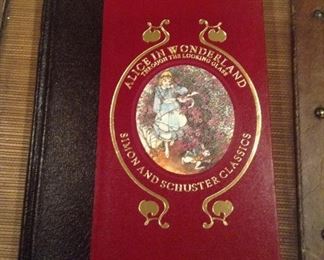 ALICE IN WONDERLAND
THROUGH THE LOOKING GLASS
SIMON AND SCHUSTER CLASSICS